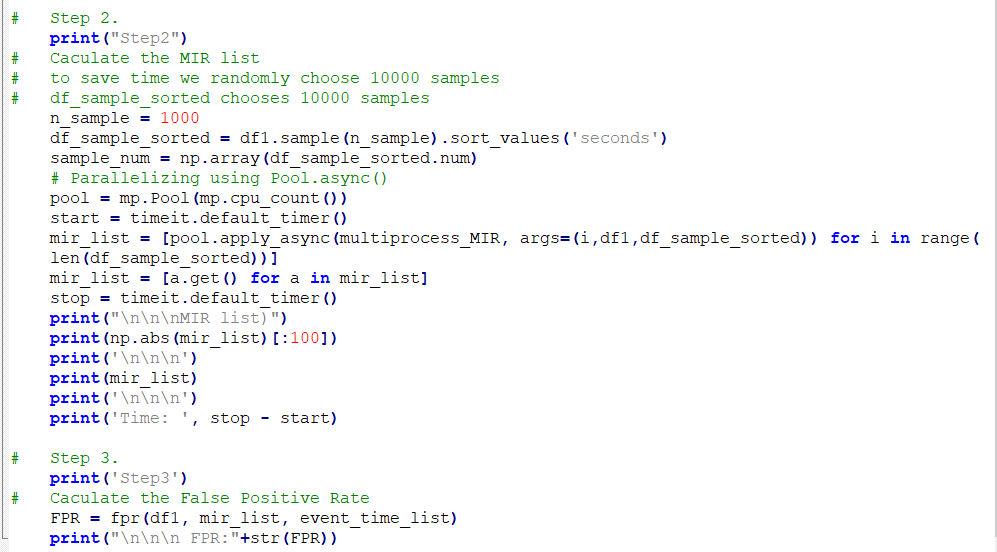 #   Step 2.
    print("Step2")
#   Caculate the MIR list
#   to save time we randomly choose 10000 samples
#   df_sample_sorted chooses 10000 samples
    n_sample = 1000
    df_sample_sorted = df1.sample(n_sample).sort_values('seconds')
    sample_num = np.array(df_sample_sorted.num)
    # Parallelizing using Pool.async()
    pool = mp.Pool(mp.cpu_count())
    start = timeit.default_timer()
    mir_list = [pool.apply_async(multiprocess_MIR, args=(i,df1,df_sample_sorted)) for i in range(
    len(df_sample_sorted))]
    mir_list = [a.get() for a in mir_list]
    stop = timeit.default_timer()
    print("\n\n\nMIR list)")
    print(np.abs(mir_list)[:100])
    print('\n\n\n')
    print(mir_list)
    print('\n\n\n')
    print('Time: ', stop - start)
#   Step 3.
    print('Step3')
#   Caculate the False Positive Rate
    FPR = fpr(df1, mir_list, event_time_list)
    print("\n\n\n FPR:"+str(FPR))